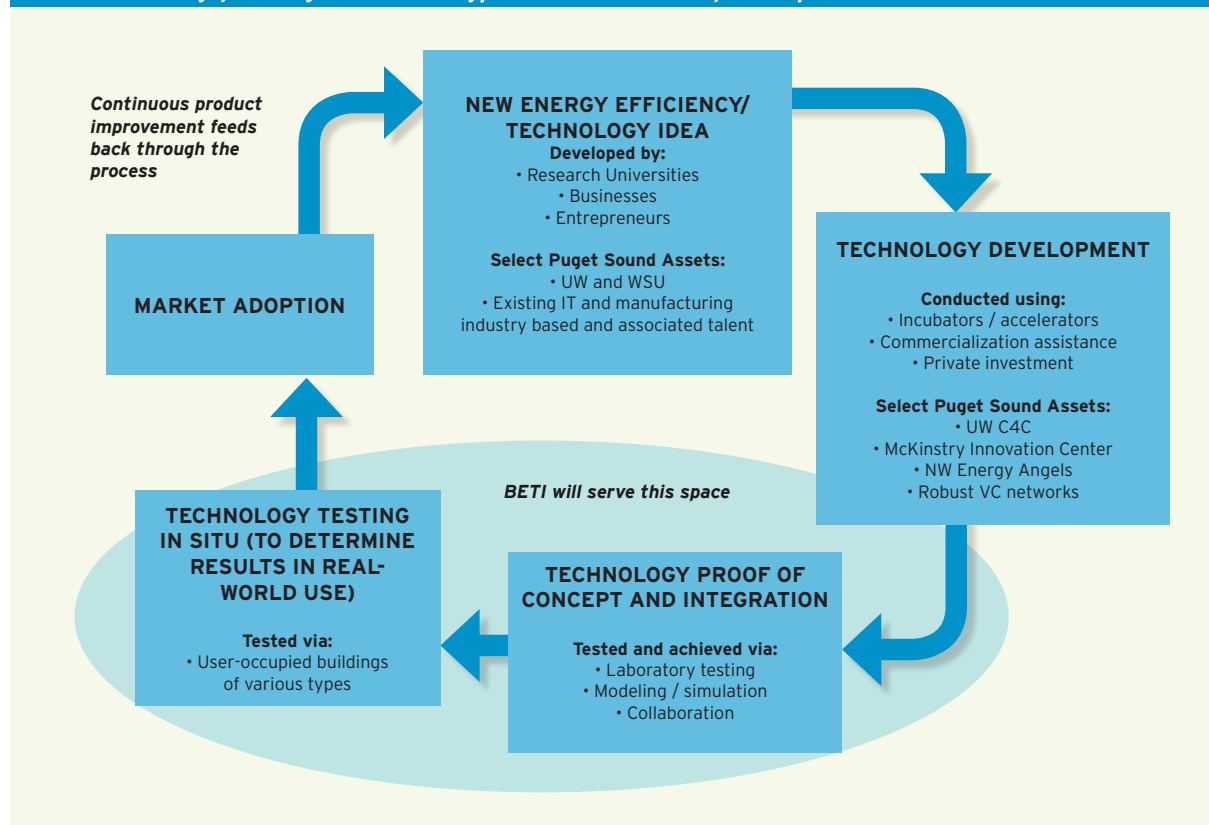 Continuous product
improvement feeds
back through the
process
NEW ENERGY EFFICIENCY/
TECHNOLOGY IDEA
Developed by:
• Research Universities
• Businesses
• Entrepreneurs
Select Puget Sound Assets:
• UW and WSU
• Existing IT and manufacturing
industry based and associated talent
TECHNOLOGY DEVELOPMENT
Conducted using:
• Incubators / accelerators
• Commercialization assistance
• Private investment
Select Puget Sound Assets:
• UW C4C
• McKinstry Innovation Center
• NW Energy Angels
• Robust VC networks
MARKET ADOPTION
BETI will serve this space
TECHNOLOGY PROOF OF
CONCEPT AND INTEGRATION
Tested and achieved via:
• Laboratory testing
• Modeling / simulation
• Collaboration
TECHNOLOGY TESTING
IN SITU (TO DETERMINE
RESULTS IN REAL-
WORLD USE)
Tested via:
• User-occupied buildings
of various types